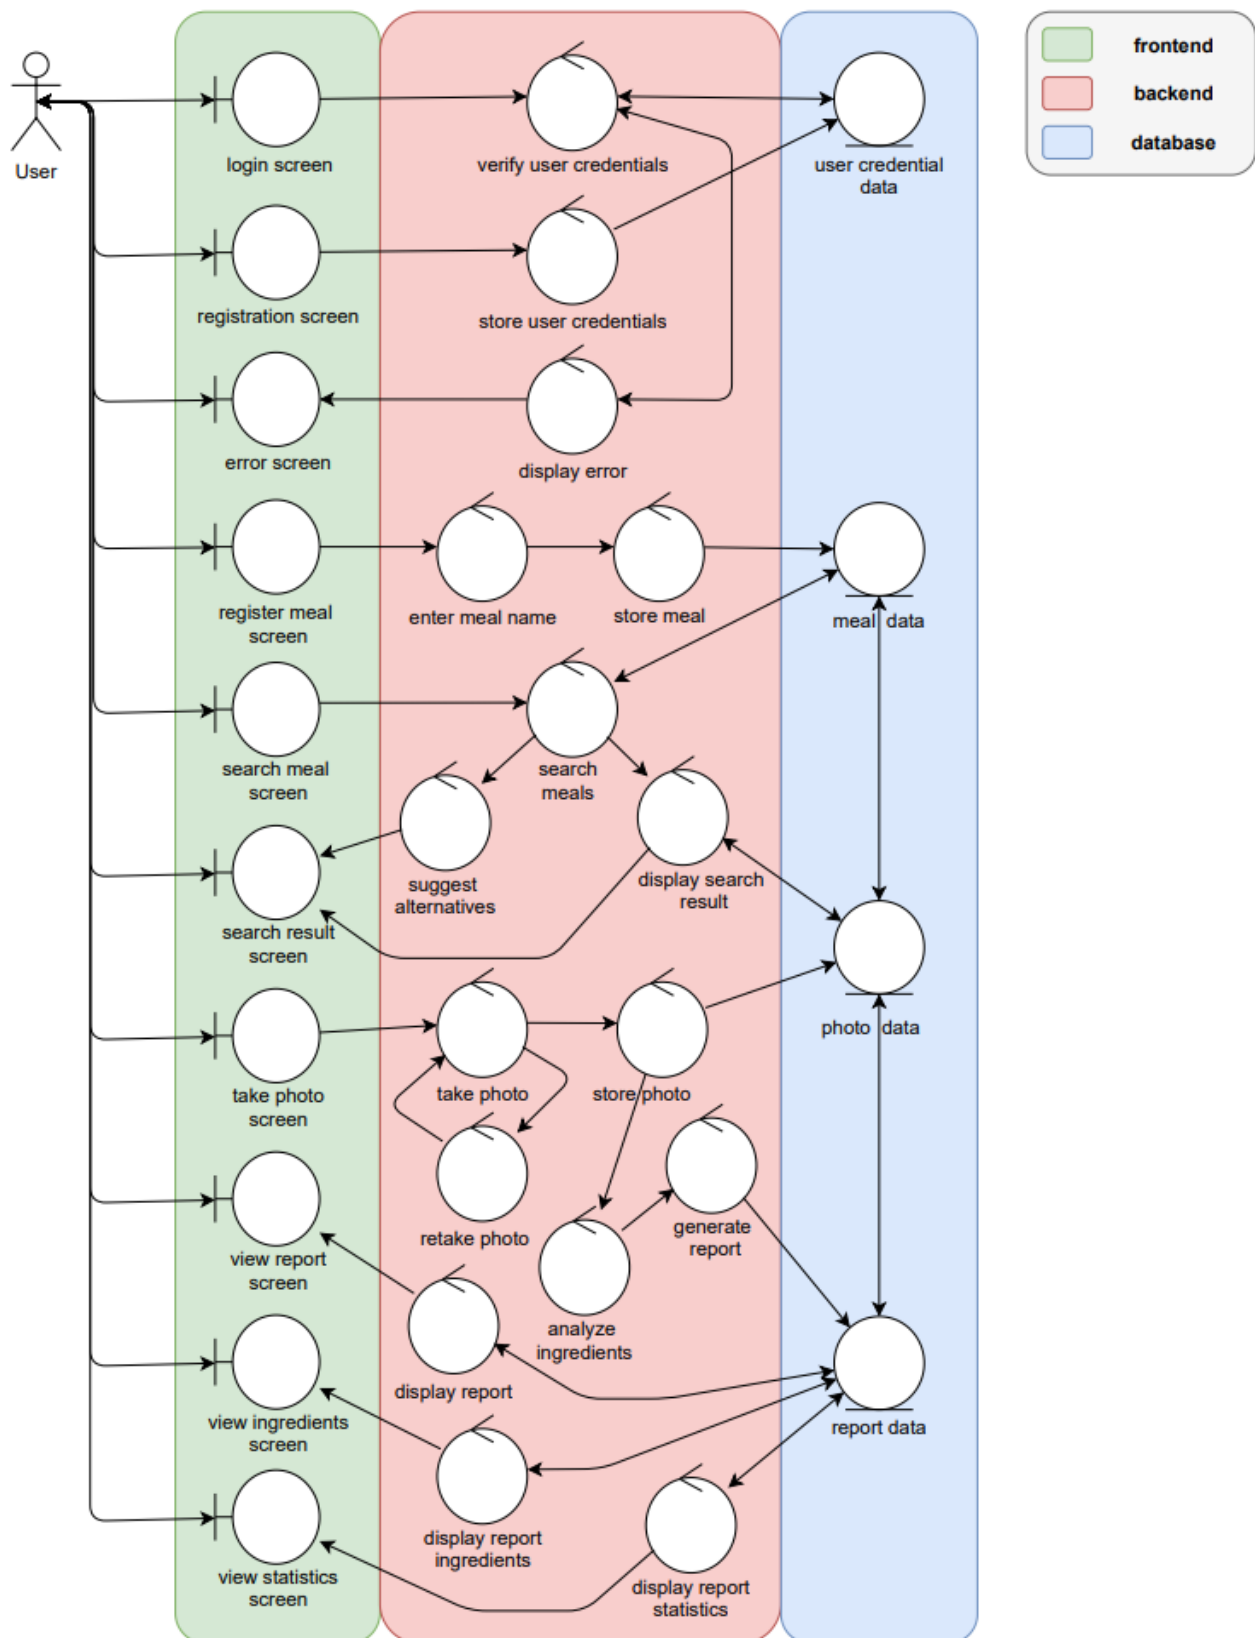 frontend
backend
database
User
login screen
verify user credentials
user credential
data
registration screen
store user credentials
error screen
display error
register meal
screen
enter meal name
store meal
meal data
search meal
screen
search
meals
suggest
alternatives
display search
result
search result
screen
take photo
screen
take photo
store photo
photo data
retake photo
generate
report
view report
screen
analyze
ingredients
display report
report data
view ingredients
screen
display report
ingredients
view statistics
screen
display report
statistics